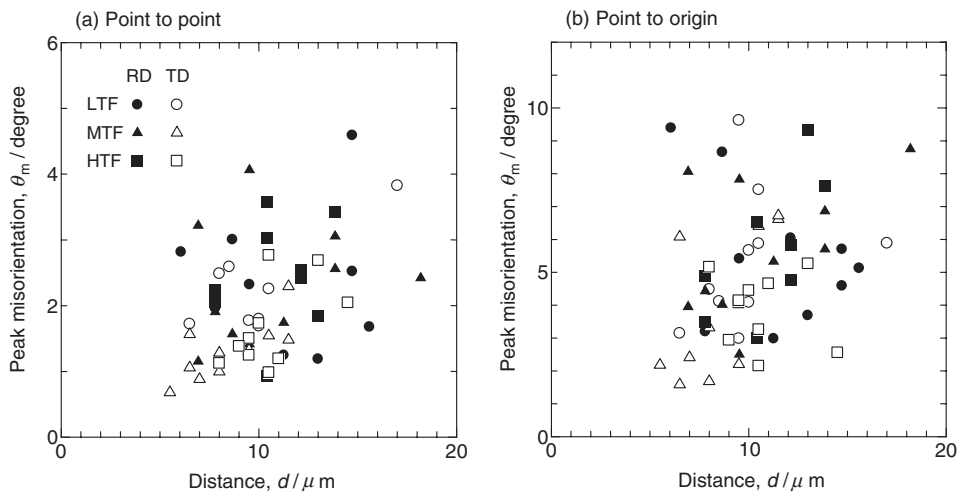 (a) Point to point
Peak misorientation, θm / degree
6
4
2
0
RD TD
LTF
MTF
HTF
0 10 20
Distance, d / μ m
(b) Point to origin
Peak misorientation, θm / degree
10
5
0
0 10 20
Distance, d / μ m